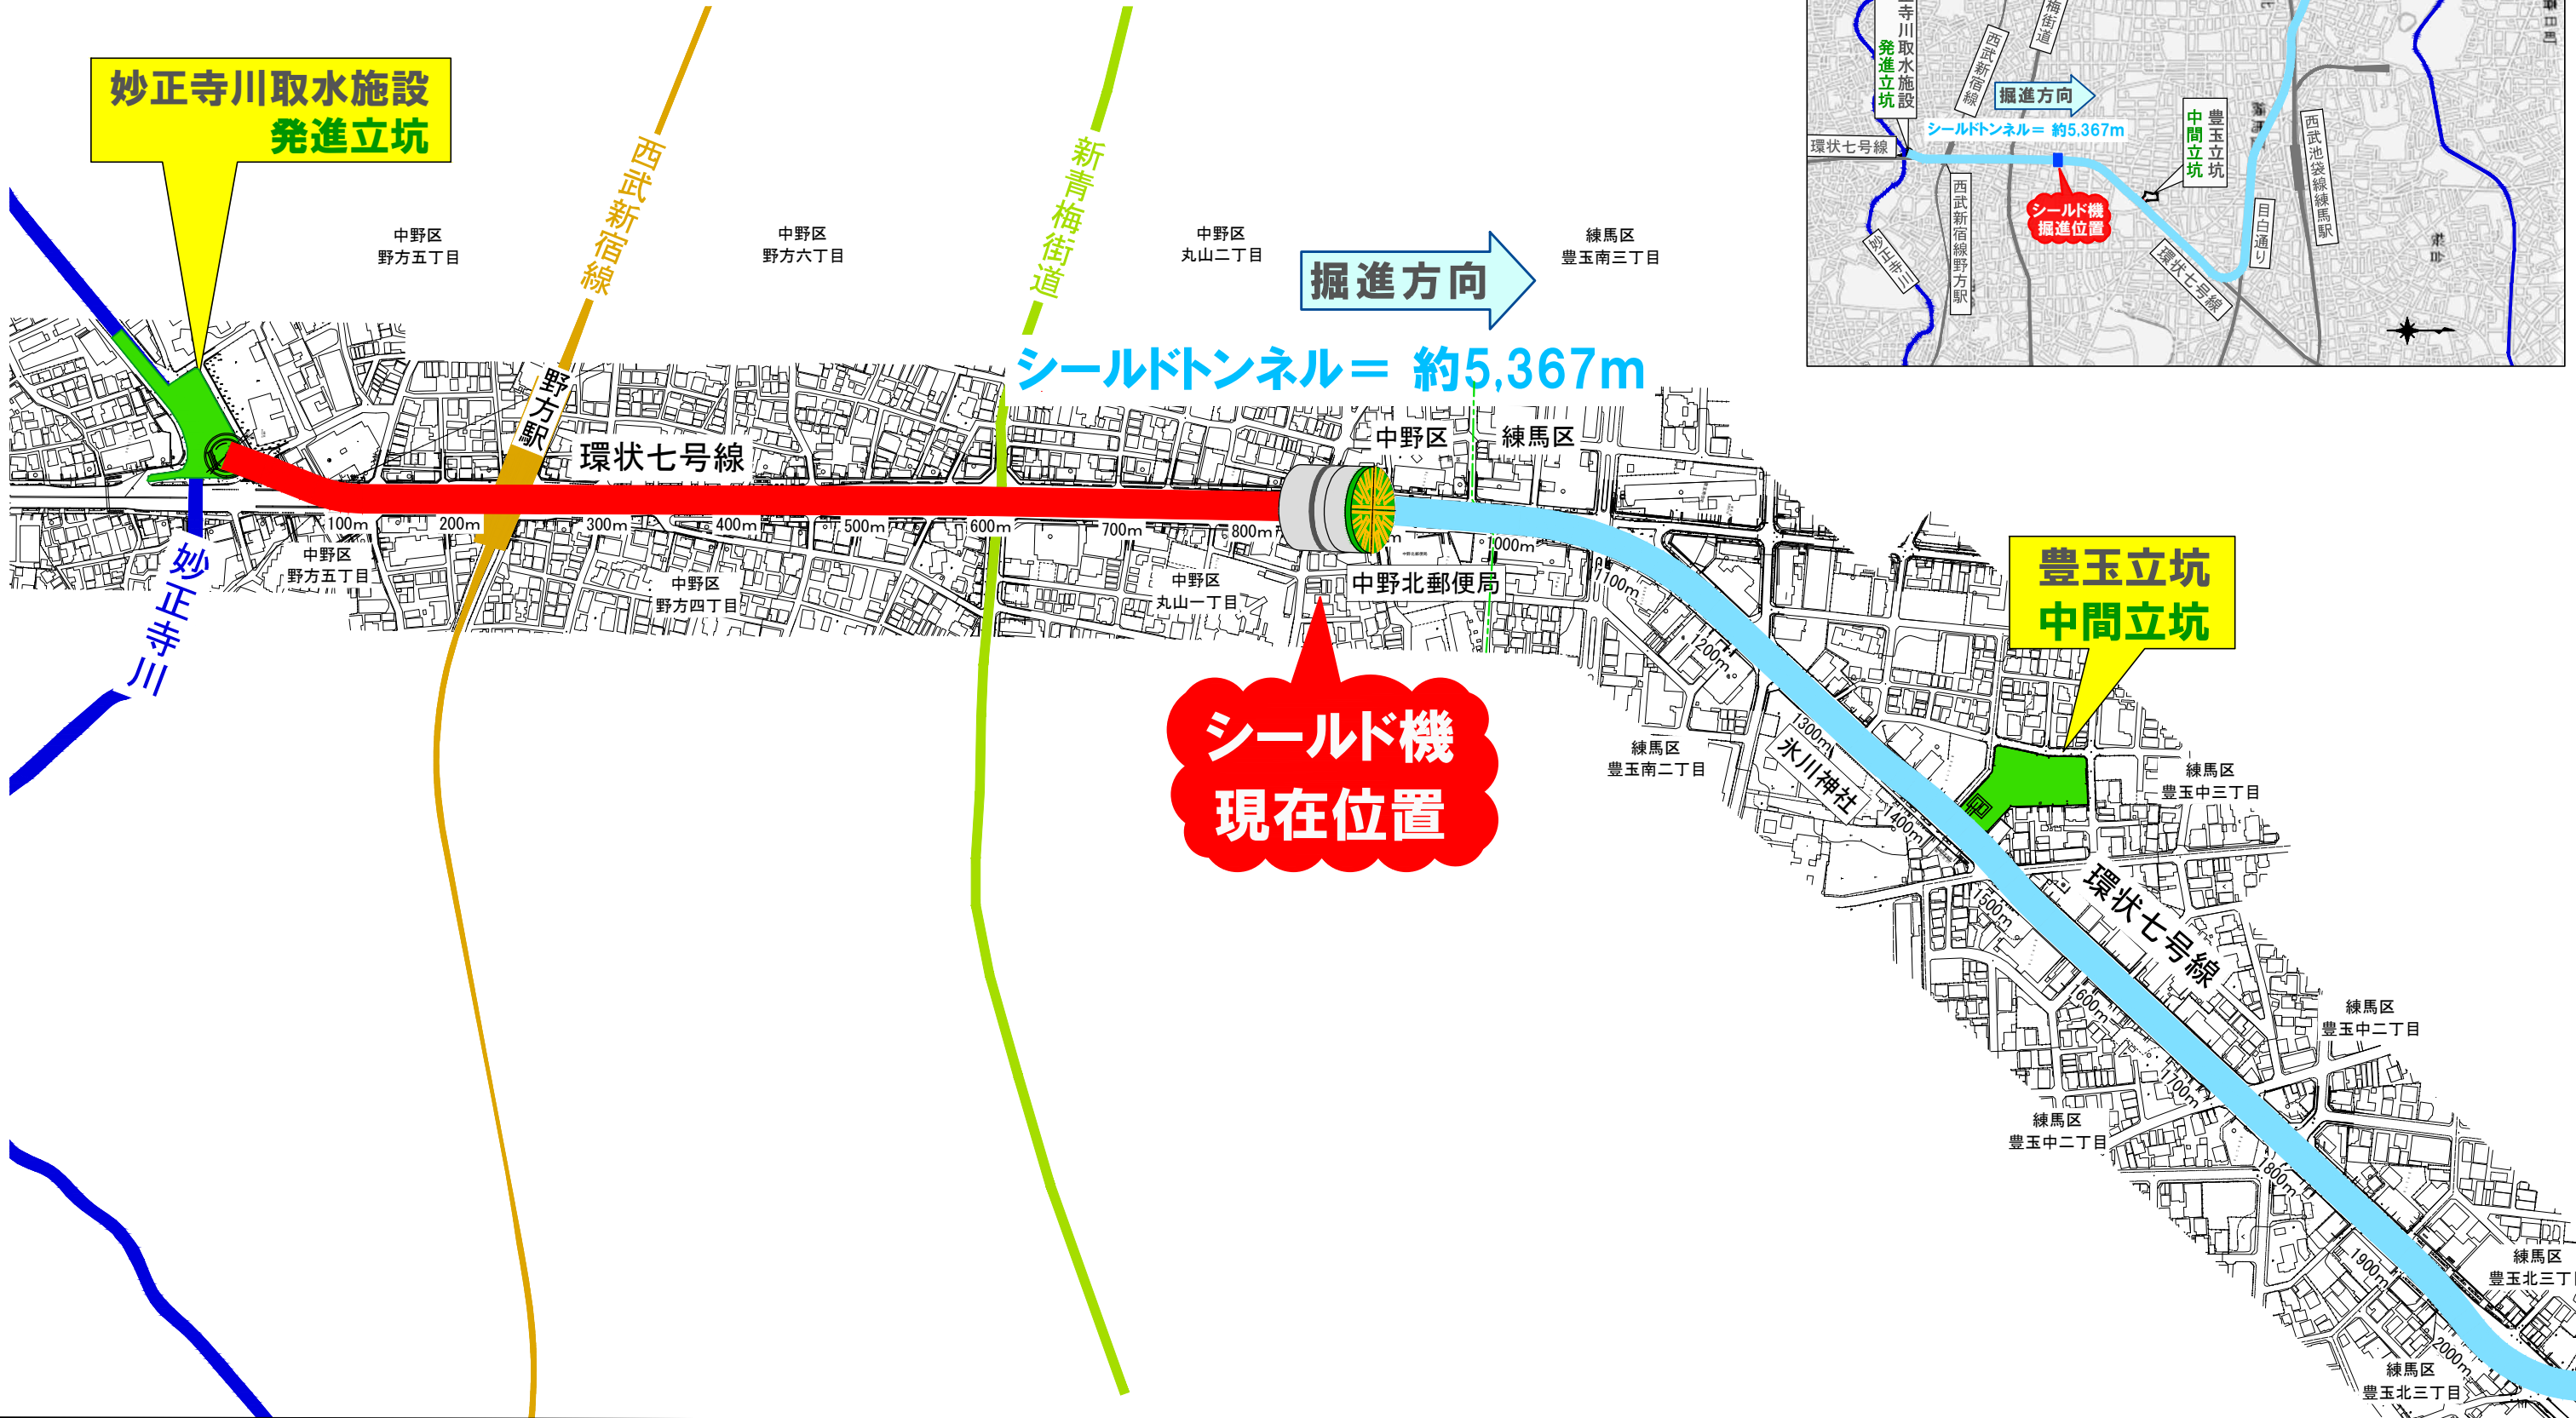 妙正寺川取水施設
発進立坑
西武新宿線
新青梅街道
中野区
野方五丁目
中野区
野方六丁目
中野区
丸山二丁目
掘進方向
練馬区
豊玉南三丁目
シールドトンネル＝ 約5,367m
野方駅
環状七号線
中野区
練馬区
100m
200m
300m
400m
500m
600m
700m
800m
1000m
1100m
1200m
1300m
1400m
1500m
1600m
1700m
1800m
1900m
2000m
中野区
野方五丁目
中野区
野方四丁目
中野区
丸山一丁目
中野北郵便局
妙正寺川
シールド機
現在位置
練馬区
豊玉南二丁目
氷川神社
豊玉立坑
中間立坑
練馬区
豊玉中三丁目
環状七号線
練馬区
豊玉中二丁目
練馬区
豊玉中二丁目
練馬区
豊玉北三丁
練馬区
豊玉北三丁目
寺川取水施設
発進立坑
西武新宿線
梅街道
掘進方向
シールドトンネル＝ 約5,367m
環状七号線
豊玉立坑
中間立坑
西武池袋線練馬駅
シールド機
掘進位置
西武新宿線野方駅
妙正寺川
環状七号線
目白通り